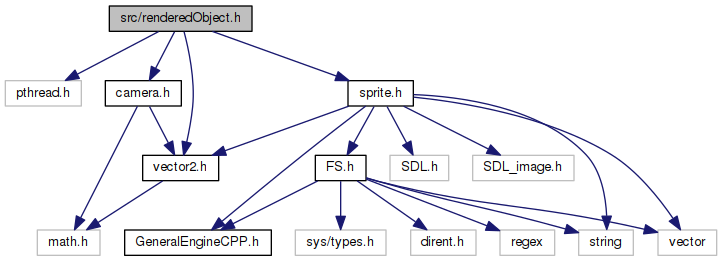 src/renderedObject.h
pthread.h
camera.h
sprite.h
vector2.h
FS.h
SDL.h
SDL_image.h
math.h
GeneralEngineCPP.h
sys/types.h
dirent.h
regex
string
vector